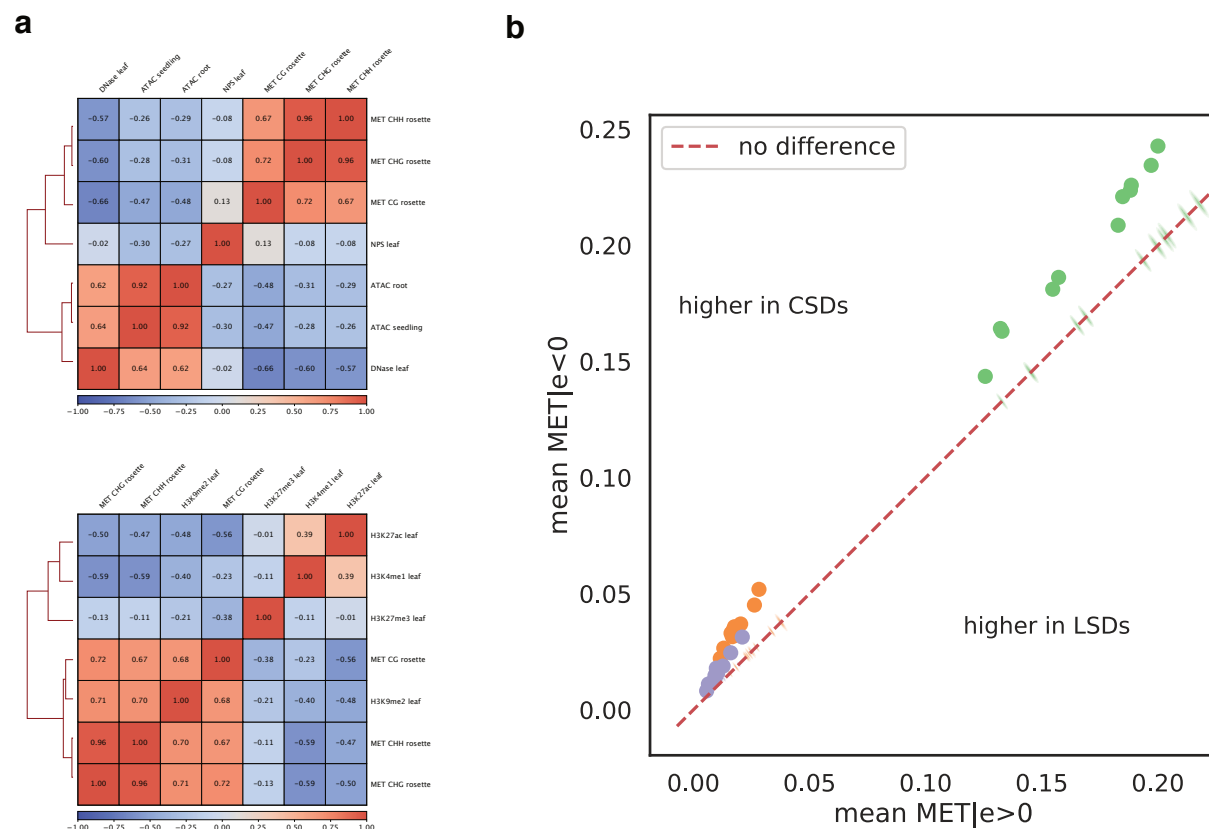 a
DNase leaf ATAC seedling ATAC root NPS leaf MET CG rosette MET CHG rosette MET CHH rosette
−0.57 −0.26 −0.29 −0.08 0.67 0.96 1.00 MET CHH rosette
−0.60 −0.28 −0.31 −0.08 0.72 1.00 0.96 MET CHG rosette
−0.66 −0.47 −0.48 0.13 1.00 0.72 0.67 MET CG rosette
−0.02 −0.30 −0.27 1.00 0.13 −0.08 −0.08 NPS leaf
0.62 0.92 1.00 −0.27 −0.48 −0.31 −0.29 ATAC root
0.64 1.00 0.92 −0.30 −0.47 −0.28 −0.26 ATAC seedling
1.00 0.64 0.62 −0.02 −0.66 −0.60 −0.57 DNase leaf
−1.00 −0.75 −0.50 −0.25 0.00 0.25 0.50 0.75 1.00
MET CHG rosette MET CHH rosette H3K9me2 leaf MET CG rosette H3K27me3 leaf H3K4me1 leaf H3K27ac leaf
−0.50 −0.47 −0.48 −0.56 −0.01 0.39 1.00 H3K27ac leaf
−0.59 −0.59 −0.40 −0.23 −0.11 1.00 0.39 H3K4me1 leaf
−0.13 −0.11 −0.21 −0.38 1.00 −0.11 −0.01 H3K27me3 leaf
0.72 0.67 0.68 1.00 −0.38 −0.23 −0.56 MET CG rosette
0.71 0.70 1.00 0.68 −0.21 −0.40 −0.48 H3K9me2 leaf
0.96 1.00 0.70 0.67 −0.11 −0.59 −0.47 MET CHH rosette
1.00 0.96 0.71 0.72 −0.13 −0.59 −0.50 MET CHG rosette
−1.00 −0.75 −0.50 −0.25 0.00 0.25 0.50 0.75 1.00
b
no difference
higher in CSDs
higher in LSDs
mean MET|e<0
0.25
0.20
0.15
0.10
0.05
0.00
0.00 0.05 0.10 0.15 0.20
mean MET|e>0